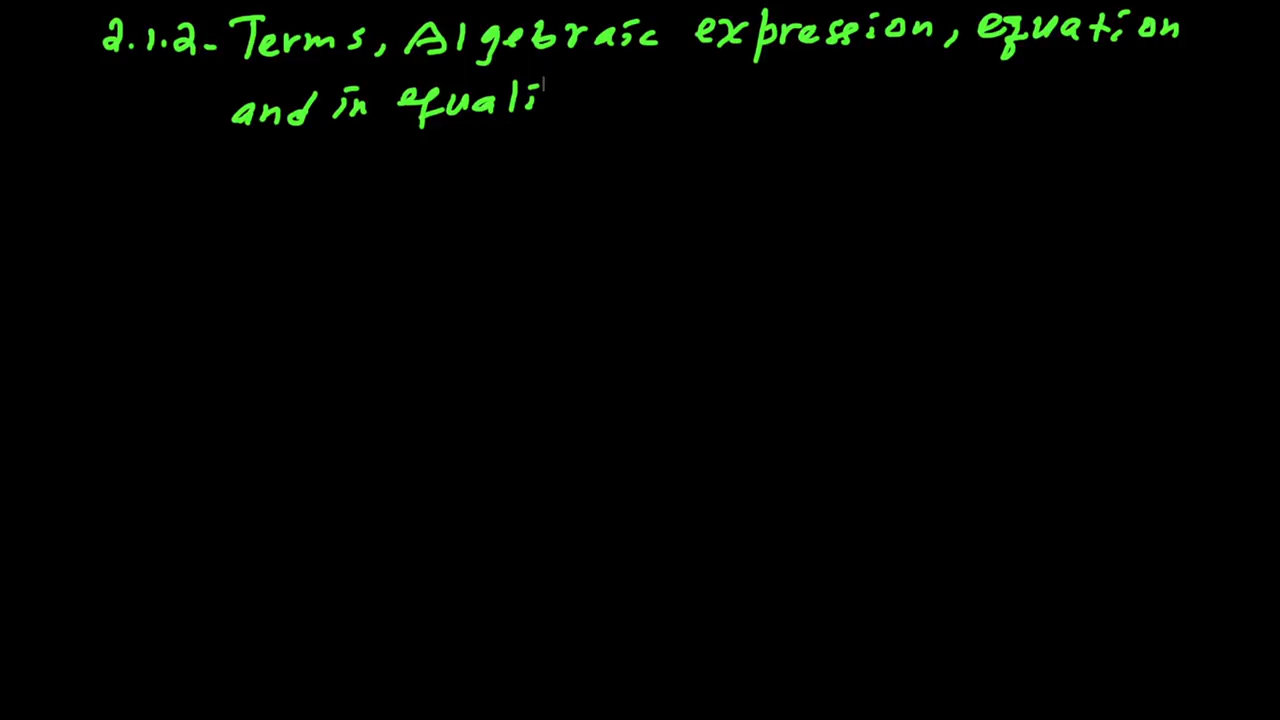 2.1.2- Terms, Algebraic expression, equation
and in equali